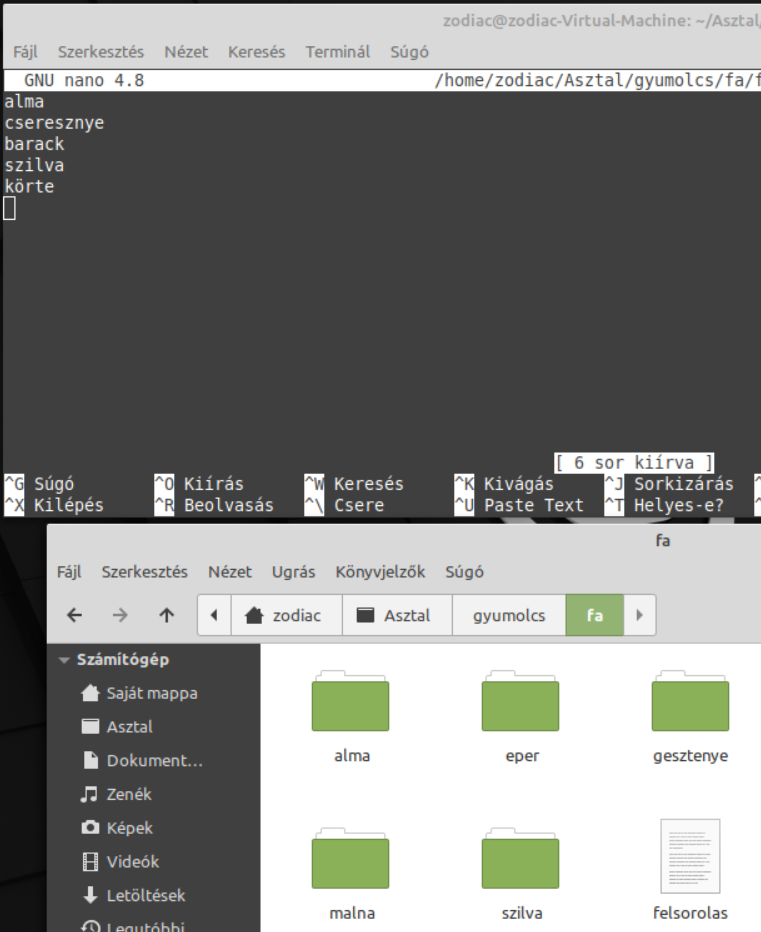 zodiac@zodiac-Virtual-Machine: ~/Asztal/
Fájl Szerkesztés Nézet Keresés Terminál Súgó
GNU nano 4.8 /home/zodiac/Asztal/gyumolcs/fa/f
alma
cseresznye
barack
szilva
körte
[ 6 sor kiírva ]
^G Súgó ^O Kiírás ^W Keresés ^K Kivágás ^J Sorkizárás ^
^X Kilépés ^R Beolvasás ^\ Csere ^U Paste Text ^T Helyes-e? ^
fa
Fájl Szerkesztés Nézet Ugrás Könyvjelzők Súgó
zodiac Asztal gyumolcs fa
Számítógép
Saját mappa
Asztal
Dokument...
Zenék
Képek
Videók
Letöltések
Legutóbbi
alma eper gesztenye
malna szilva felsorolas